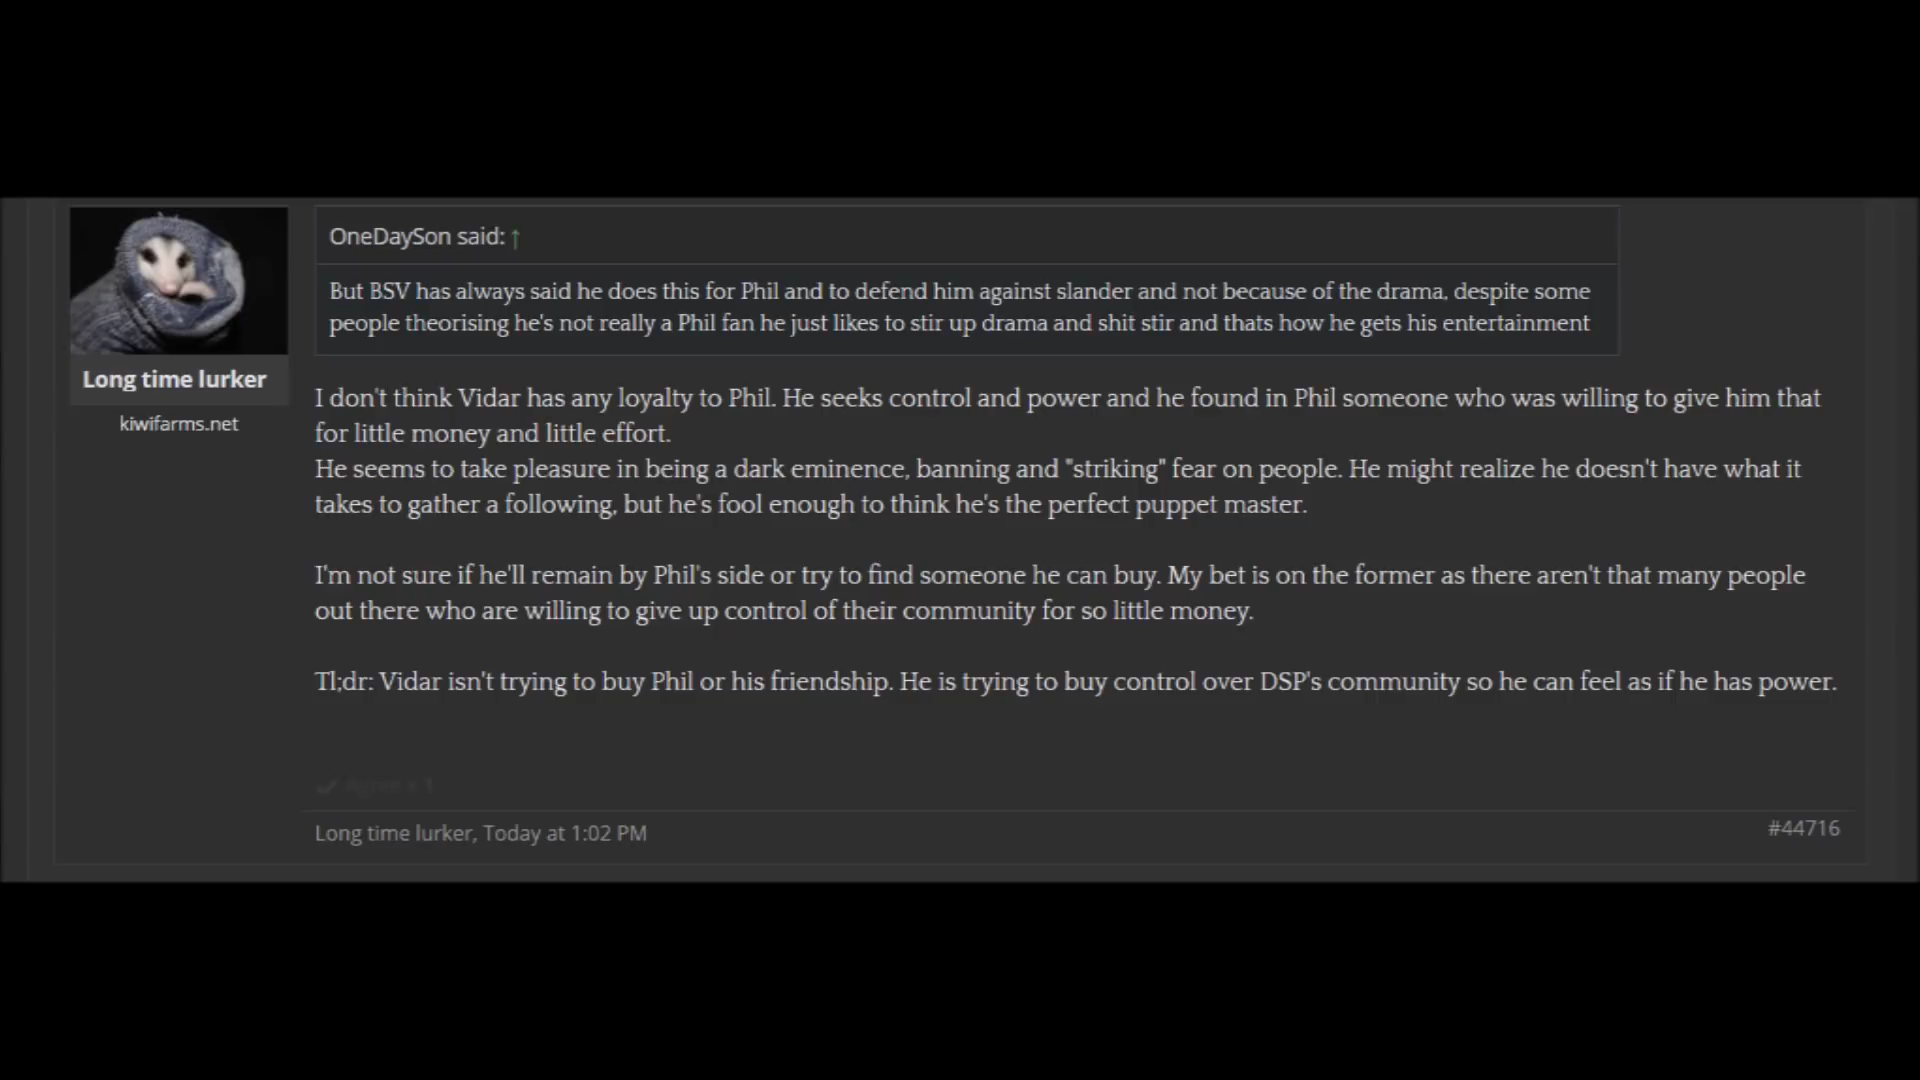 OneDaySon said: ↑
But BSV has always said he does this for Phil and to defend him against slander and not because of the drama, despite some
people theorising he's not really a Phil fan he just likes to stir up drama and shit stir and thats how he gets his entertainment
Long time lurker
kiwifarms.net
I don't think Vidar has any loyalty to Phil. He seeks control and power and he found in Phil someone who was willing to give him that
for little money and little effort.
He seems to take pleasure in being a dark eminence, banning and "striking" fear on people. He might realize he doesn't have what it
takes to gather a following, but he's fool enough to think he's the perfect puppet master.
I'm not sure if he'll remain by Phil's side or try to find someone he can buy. My bet is on the former as there aren't that many people
out there who are willing to give up control of their community for so little money.
Tl;dr: Vidar isn't trying to buy Phil or his friendship. He is trying to buy control over DSP's community so he can feel as if he has power.
Agree • 1
Long time lurker, Today at 1:02 PM
#44716